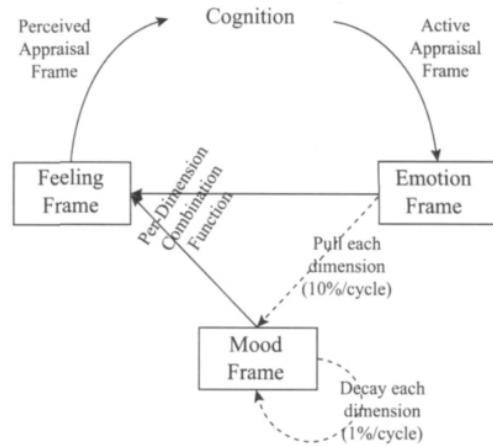 Perceived
Appraisal
Frame
Cognition
Active
Appraisal
Frame
Feeling
Frame
Per-Dimension
Combination
Function
Emotion
Frame
Pull each
dimension
(10%/cycle)
Mood
Frame
Decay each
dimension
(1%/cycle)